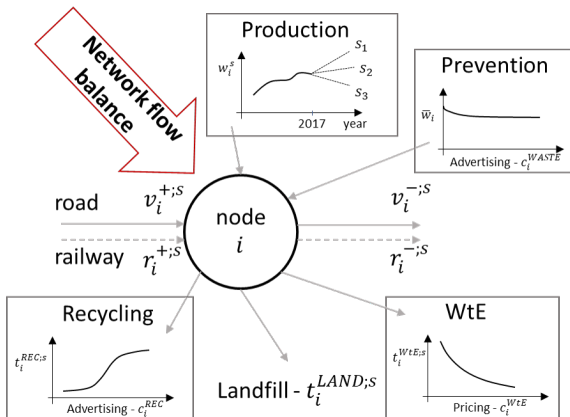 Production
w_i^s
S_1
S_2
S_3
2017
year
Network flow
balance
Prevention
w̅_i
Advertising - c_i^{WASTE}
road
v_i^{+;s}
v_i^{-;s}
node
i
railway
r_i^{+;s}
r_i^{-;s}
Recycling
t_i^{REC;s}
Advertising - c_i^{REC}
Landfill - t_i^{LAND;s}
WtE
t_i^{WtE;s}
Pricing - c_i^{WtE}